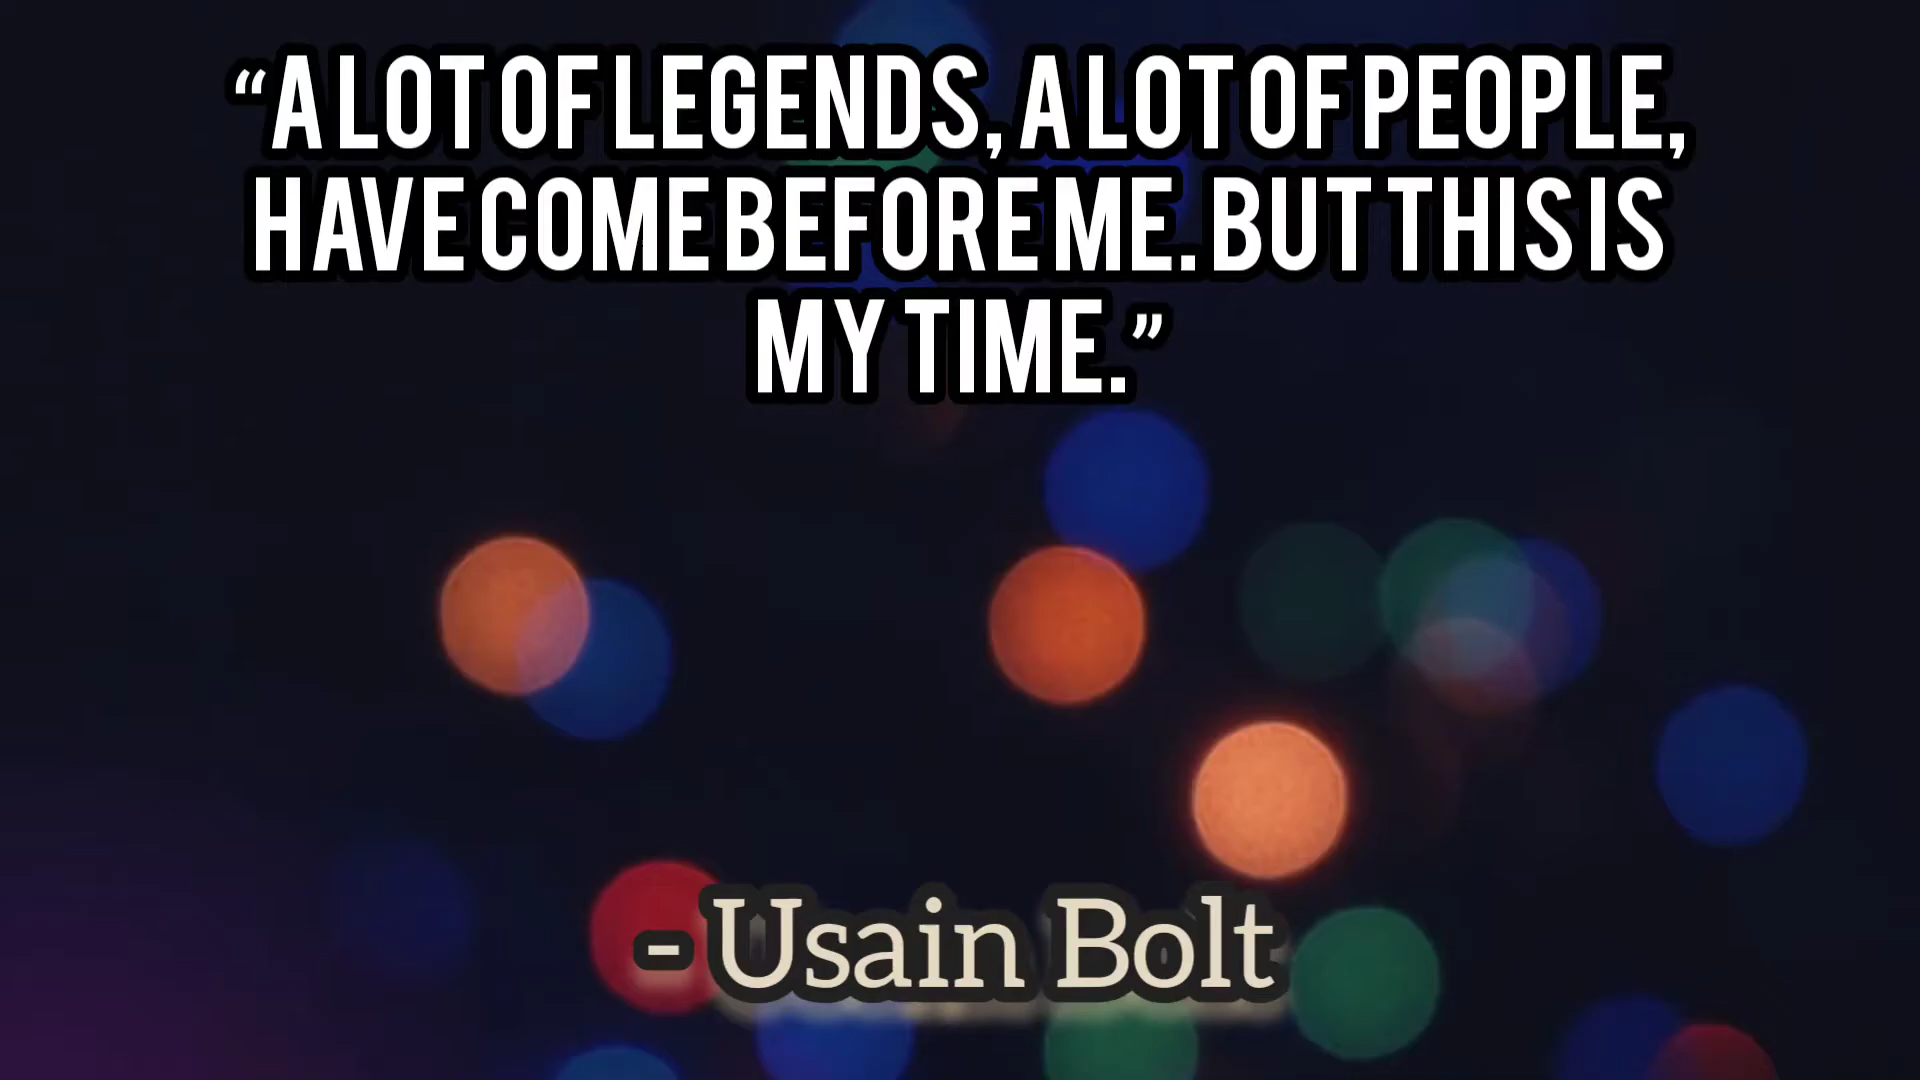 “A LOT OF LEGENDS, A LOT OF PEOPLE,
HAVE COME BEFORE ME. BUT THIS IS
MY TIME.”
- Usain Bolt